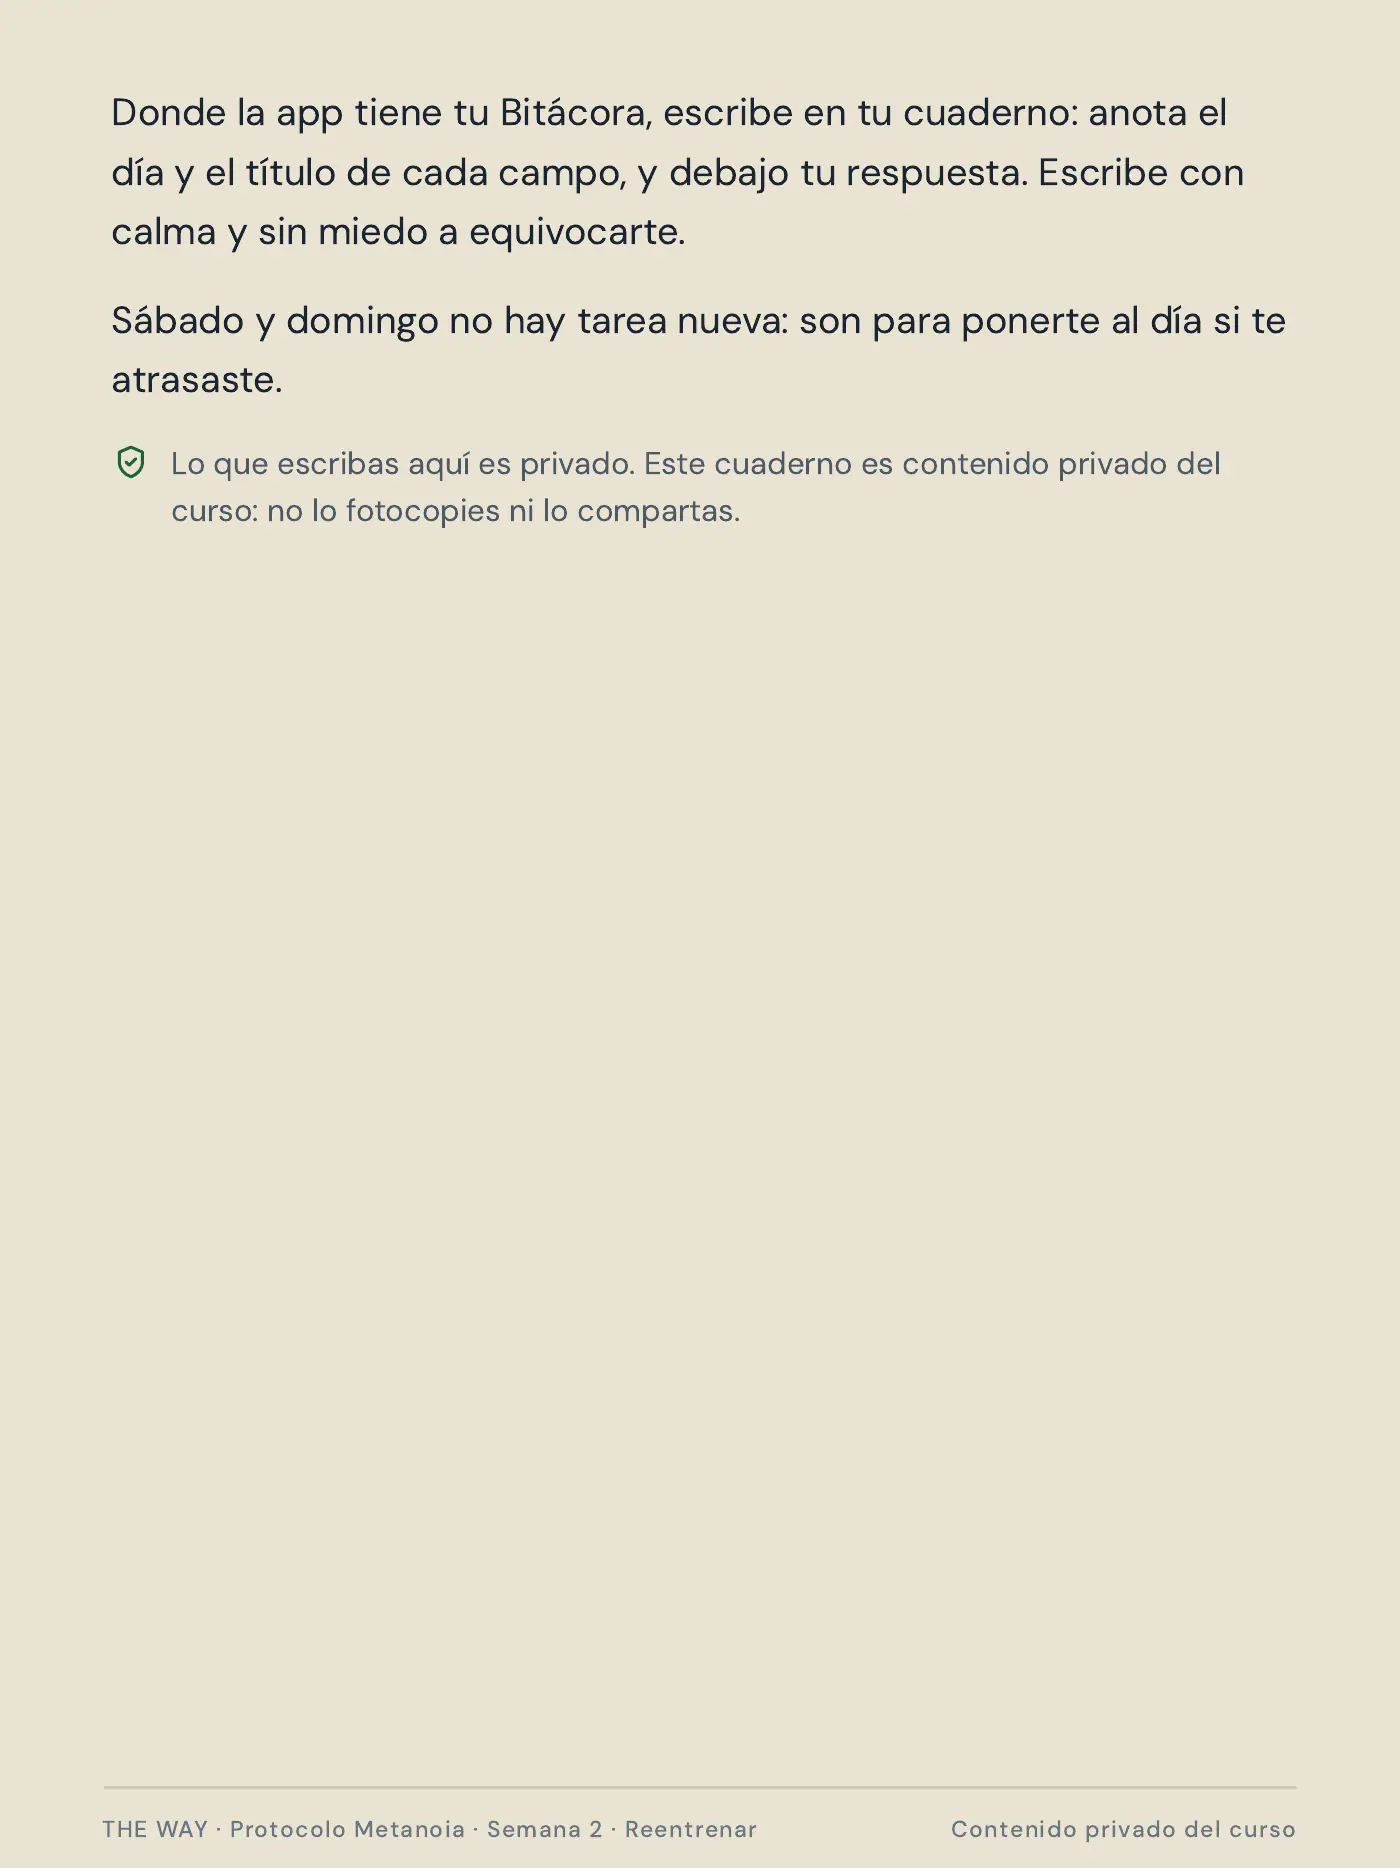 Donde la app tiene tu Bitácora, escribe en tu cuaderno: anota el
día y el título de cada campo, y debajo tu respuesta. Escribe con
calma y sin miedo a equivocarte.
Sábado y domingo no hay tarea nueva: son para ponerte al día si te
atrasaste.
Lo que escribas aquí es privado. Este cuaderno es contenido privado del
curso: no lo fotocopies ni lo compartas.
THE WAY · Protocolo Metanoia · Semana 2 · Reentrenar
Contenido privado del curso